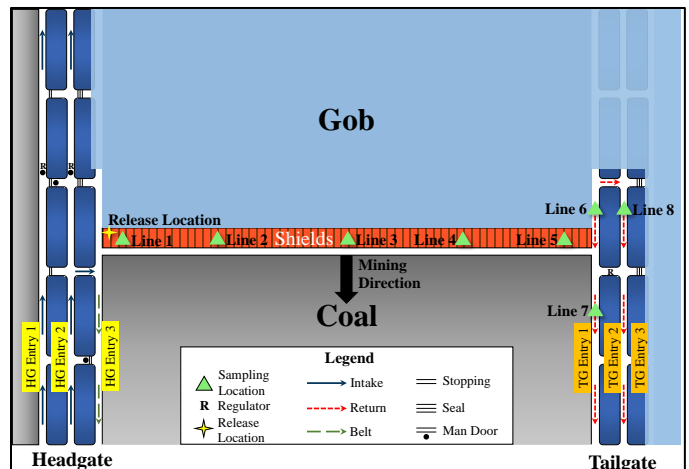 Gob
R
R
Release Location
Line 1
Line 2
Shields
Line 3
Line 4
Line 5
Line 6
Line 8
Mining
Direction
R
Coal
Line 7
HG Entry 1
HG Entry 2
HG Entry 3
TG Entry 1
TG Entry 2
TG Entry 3
Legend
Sampling
Location
Intake
Stopping
R Regulator
Return
Seal
Release
Location
Belt
Man Door
Headgate
Tailgate